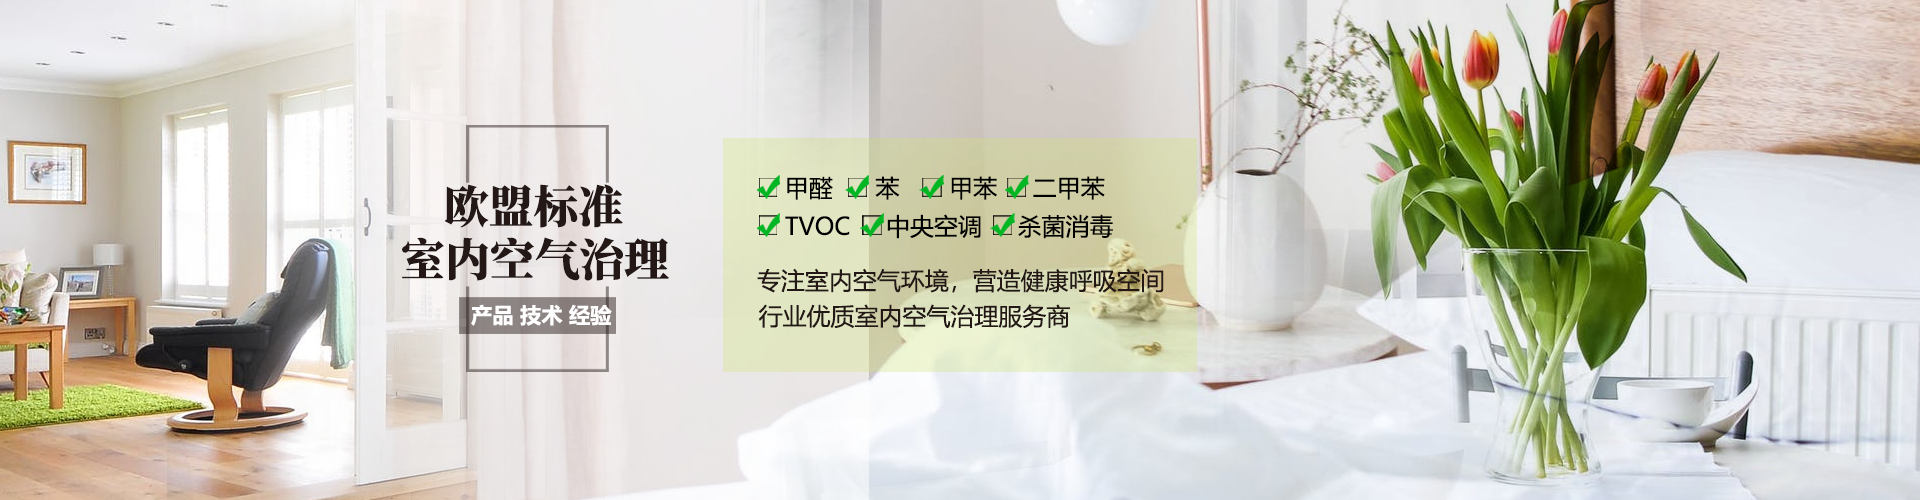 欧盟标准
室内空气治理
产品 技术 经验
甲醛 苯 甲苯 二甲苯
TVOC 中央空调 杀菌消毒
专注室内空气环境，营造健康呼吸空间
行业优质室内空气治理服务商